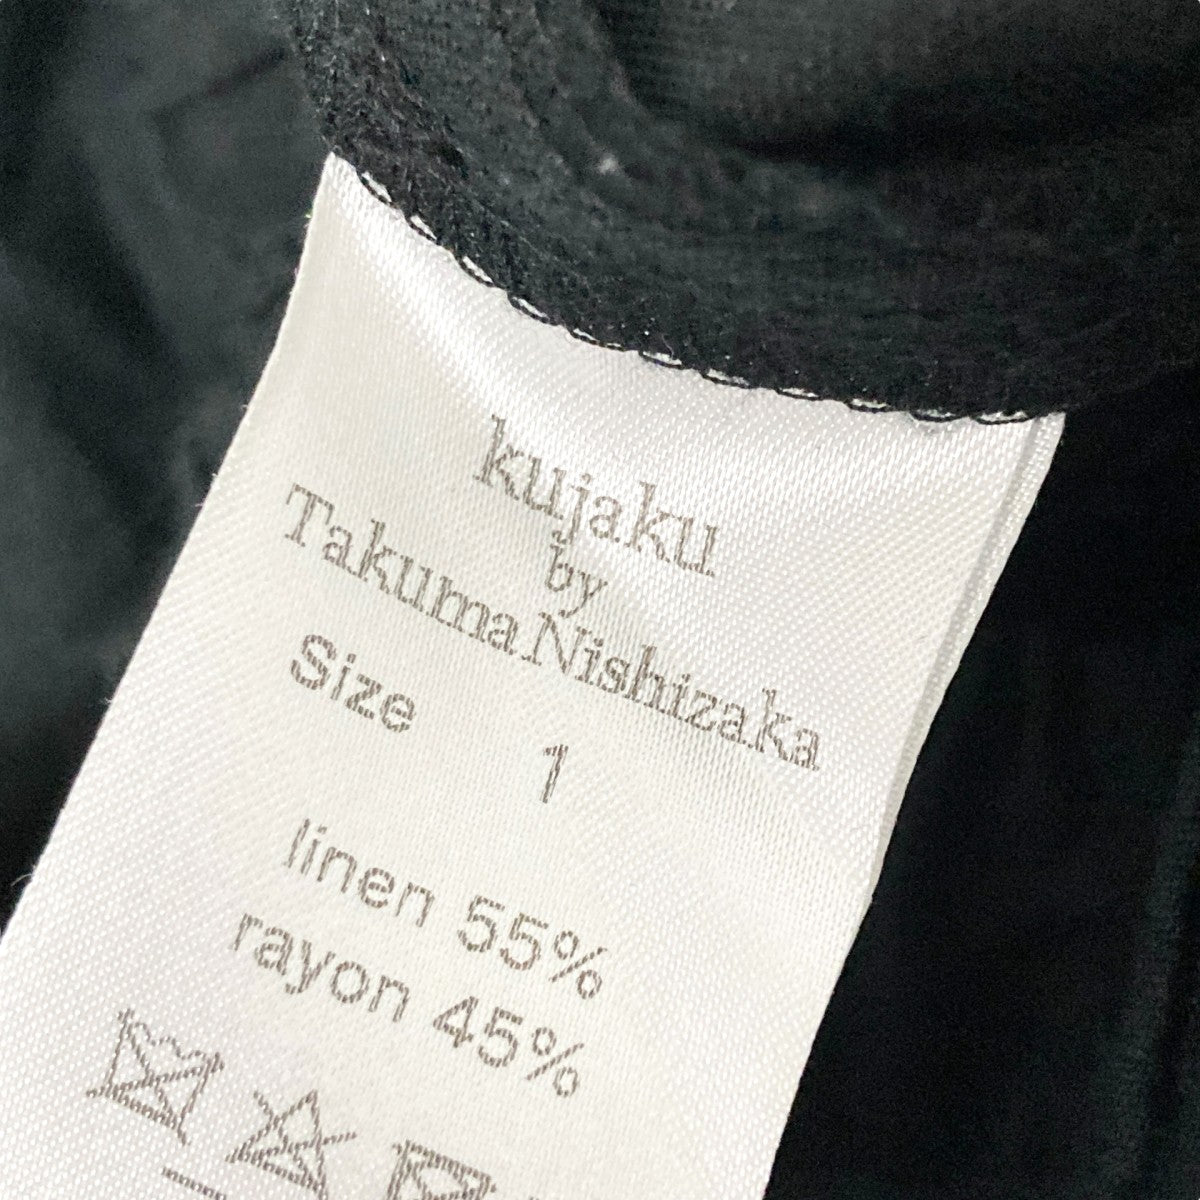 kujaku
by
Takuma Nishizaka
Size 1
linen 55%
rayon 45%